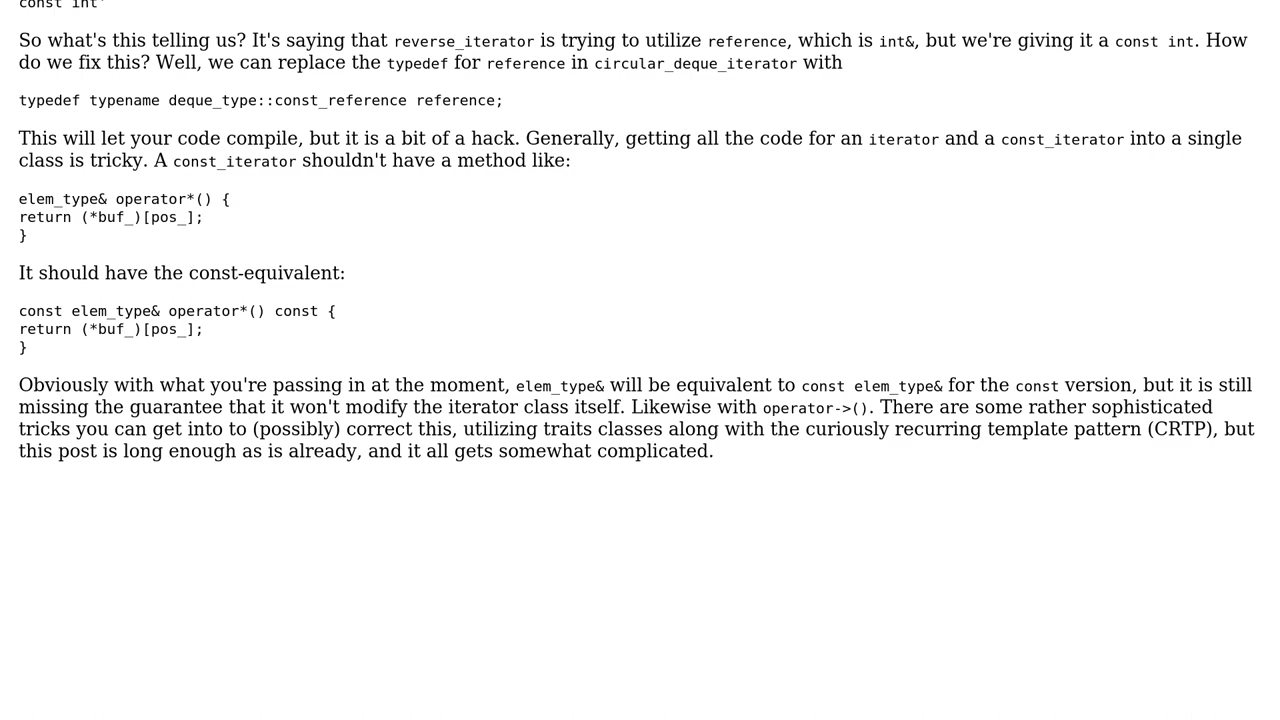 const int'
So what's this telling us? It's saying that reverse_iterator is trying to utilize reference, which is int&, but we're giving it a const int. How
do we fix this? Well, we can replace the typedef for reference in circular_deque_iterator with
typedef typename deque_type::const_reference reference;
This will let your code compile, but it is a bit of a hack. Generally, getting all the code for an iterator and a const_iterator into a single
class is tricky. A const_iterator shouldn't have a method like:
elem_type& operator*() {
return (*buf_)[pos_];
}
It should have the const-equivalent:
const elem_type& operator*() const {
return (*buf_)[pos_];
}
Obviously with what you're passing in at the moment, elem_type& will be equivalent to const elem_type& for the const version, but it is still
missing the guarantee that it won't modify the iterator class itself. Likewise with operator->(). There are some rather sophisticated
tricks you can get into to (possibly) correct this, utilizing traits classes along with the curiously recurring template pattern (CRTP), but
this post is long enough as is already, and it all gets somewhat complicated.